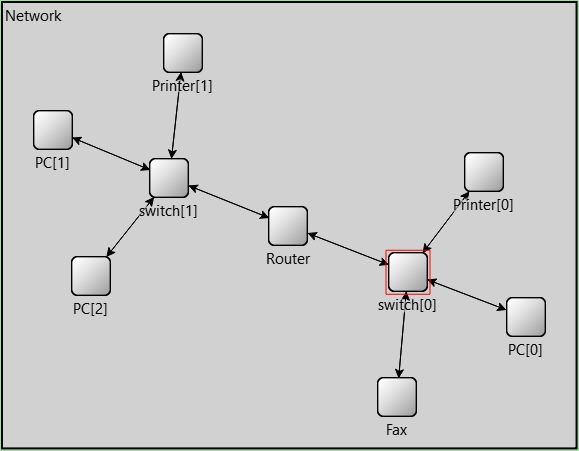 Network
Printer[1]
PC[1]
switch[1]
Printer[0]
Router
PC[2]
switch[0]
PC[0]
Fax